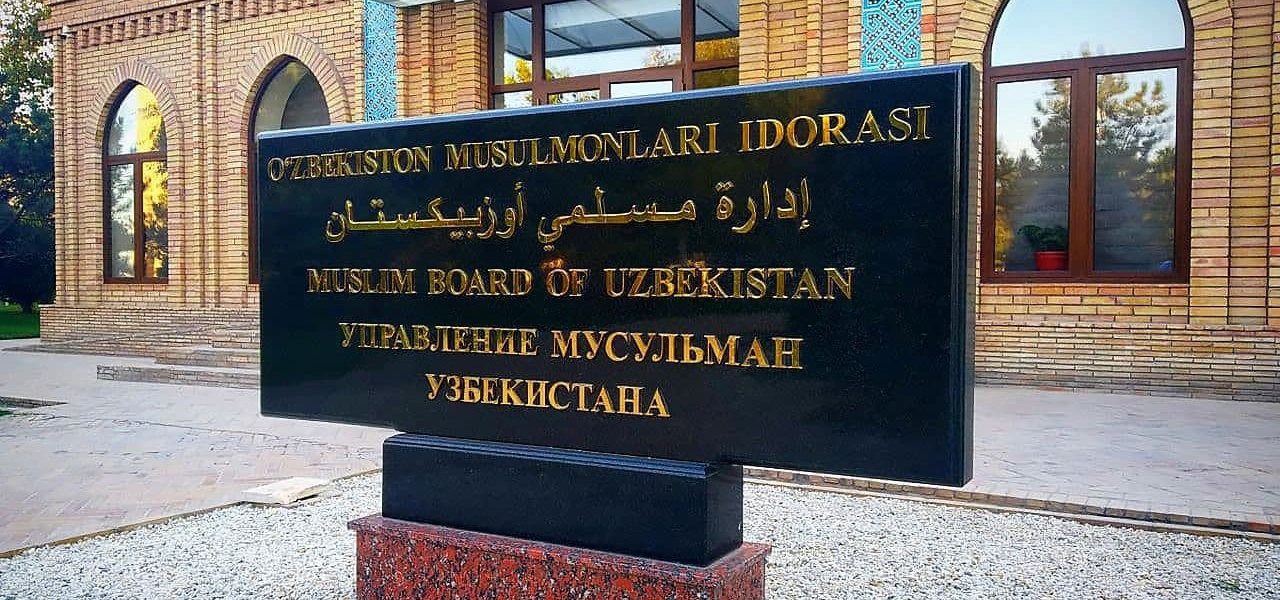 O‘ZBEKISTON MUSULMONLARI IDORASI
إدارة مسلمي أوزبيكستان
MUSLIM BOARD OF UZBEKISTAN
УПРАВЛЕНИЕ МУСУЛЬМАН
УЗБЕКИСТАНА